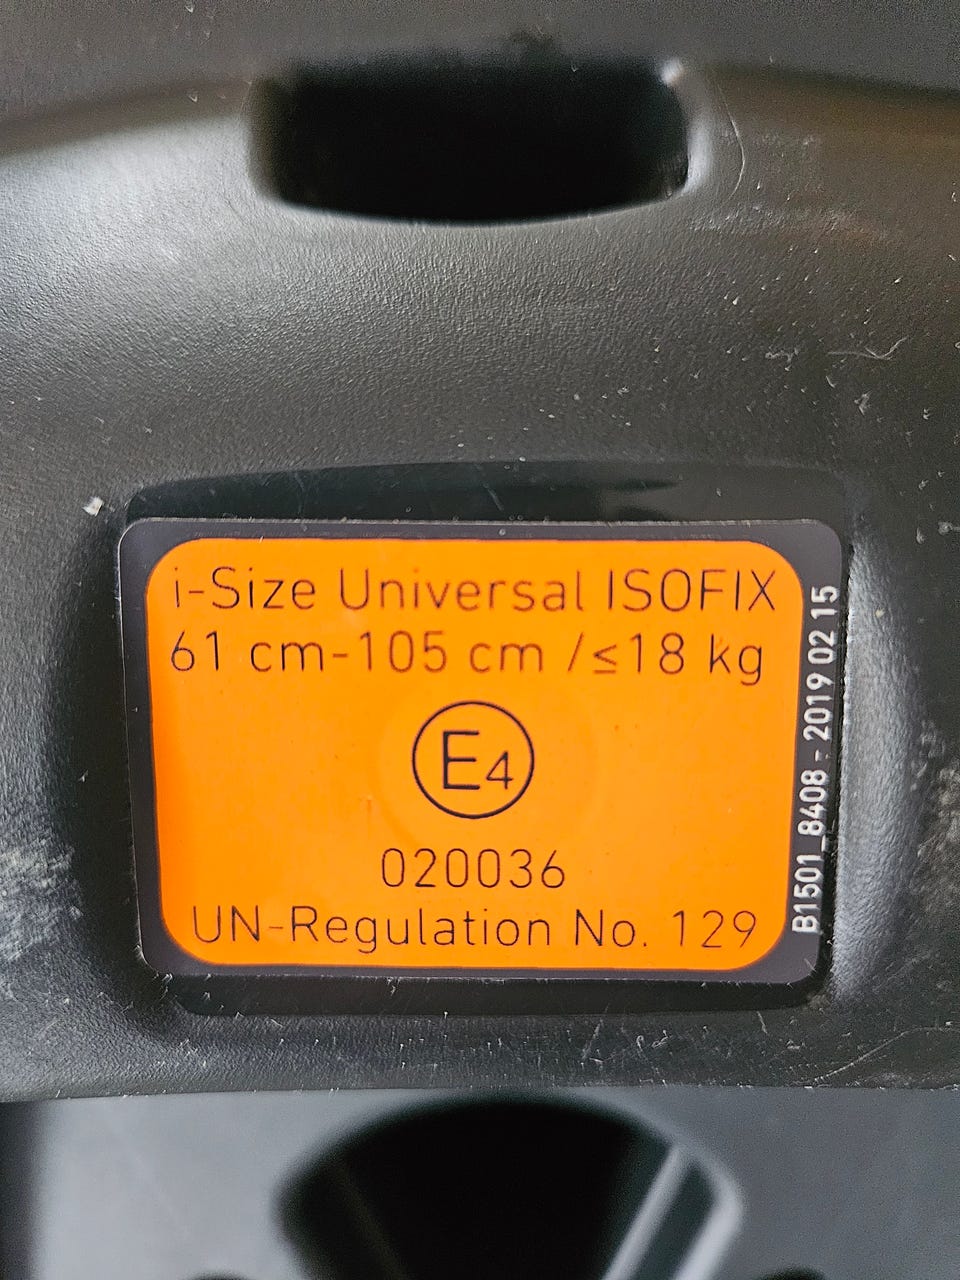 i-Size Universal ISOFIX
61 cm-105 cm /≤18 kg
E4
020036
UN-Regulation No. 129
B1501_8408 - 2019 02 15